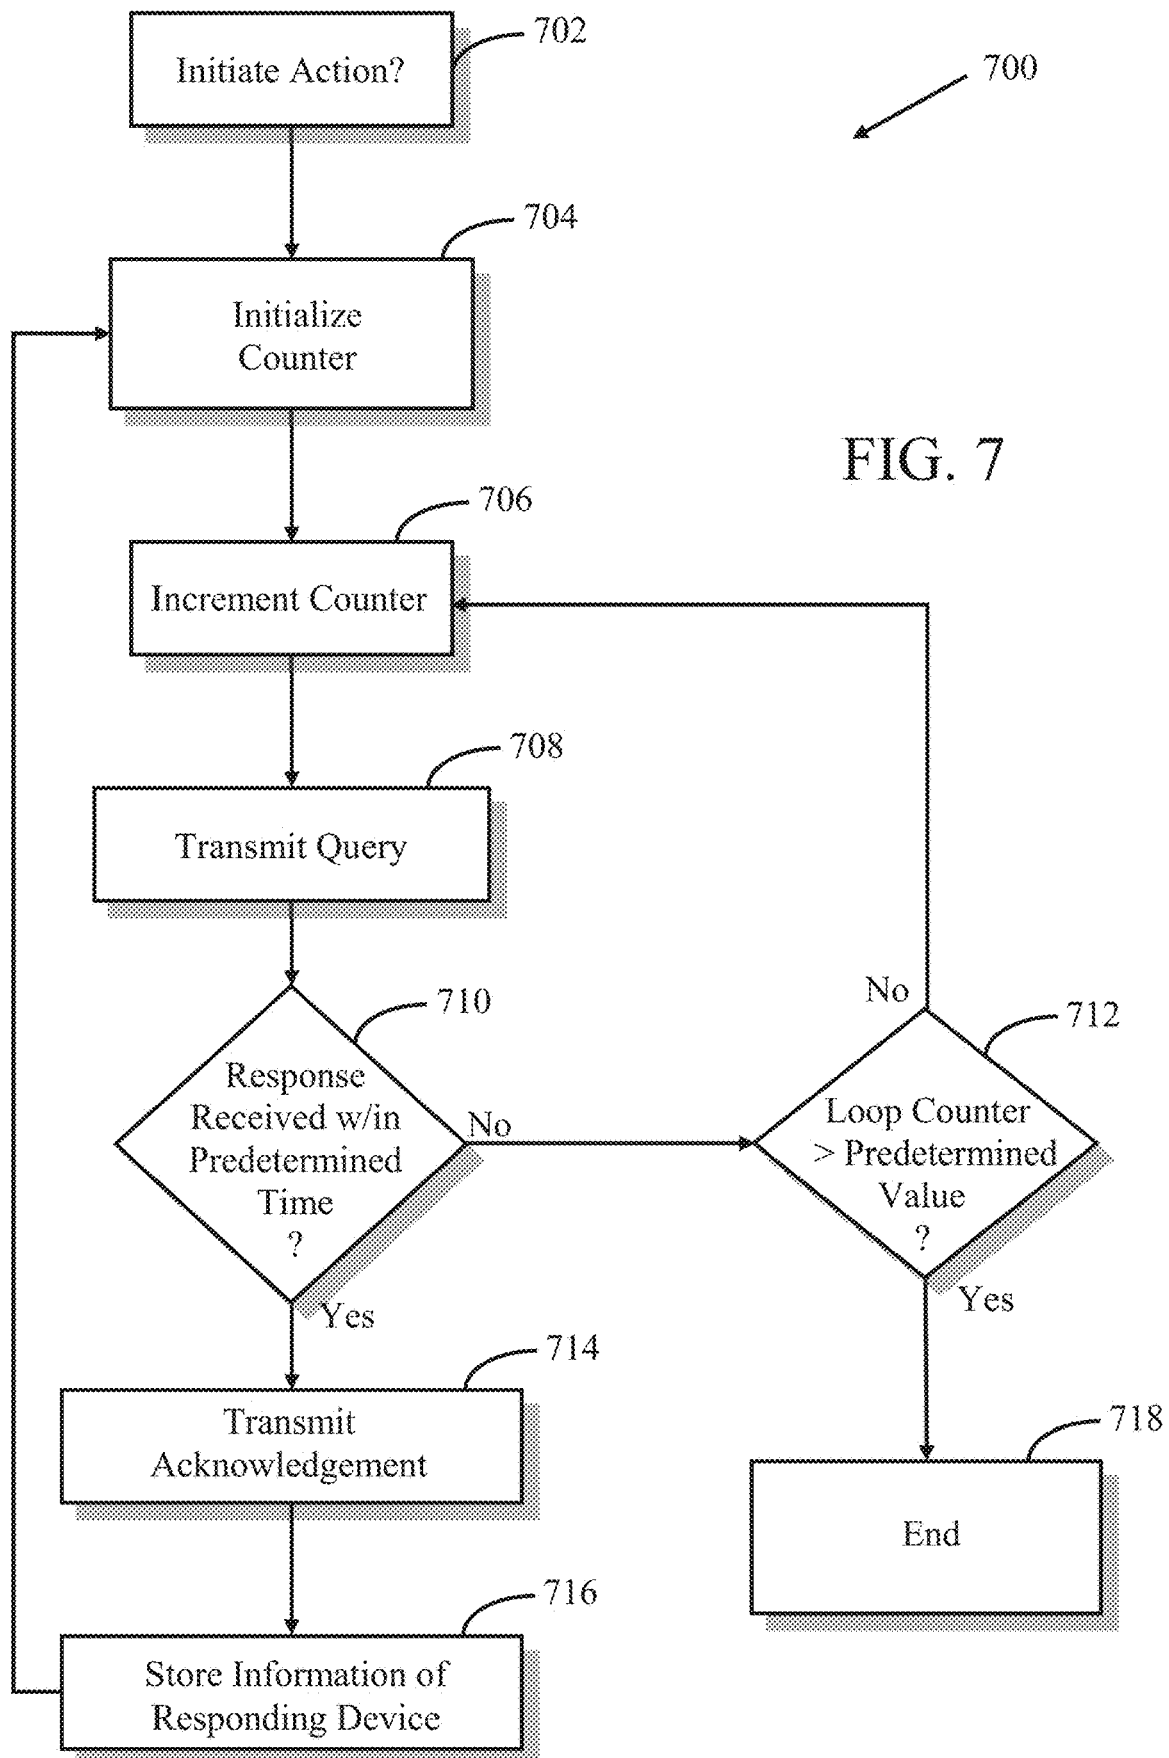 702
Initiate Action?
700
704
Initialize
Counter
FIG. 7
706
Increment Counter
708
Transmit Query
710
Response
Received w/in
Predetermined
Time
?
No
Yes
No
712
Loop Counter
> Predetermined
Value
?
Yes
714
Transmit
Acknowledgement
718
End
716
Store Information of
Responding Device